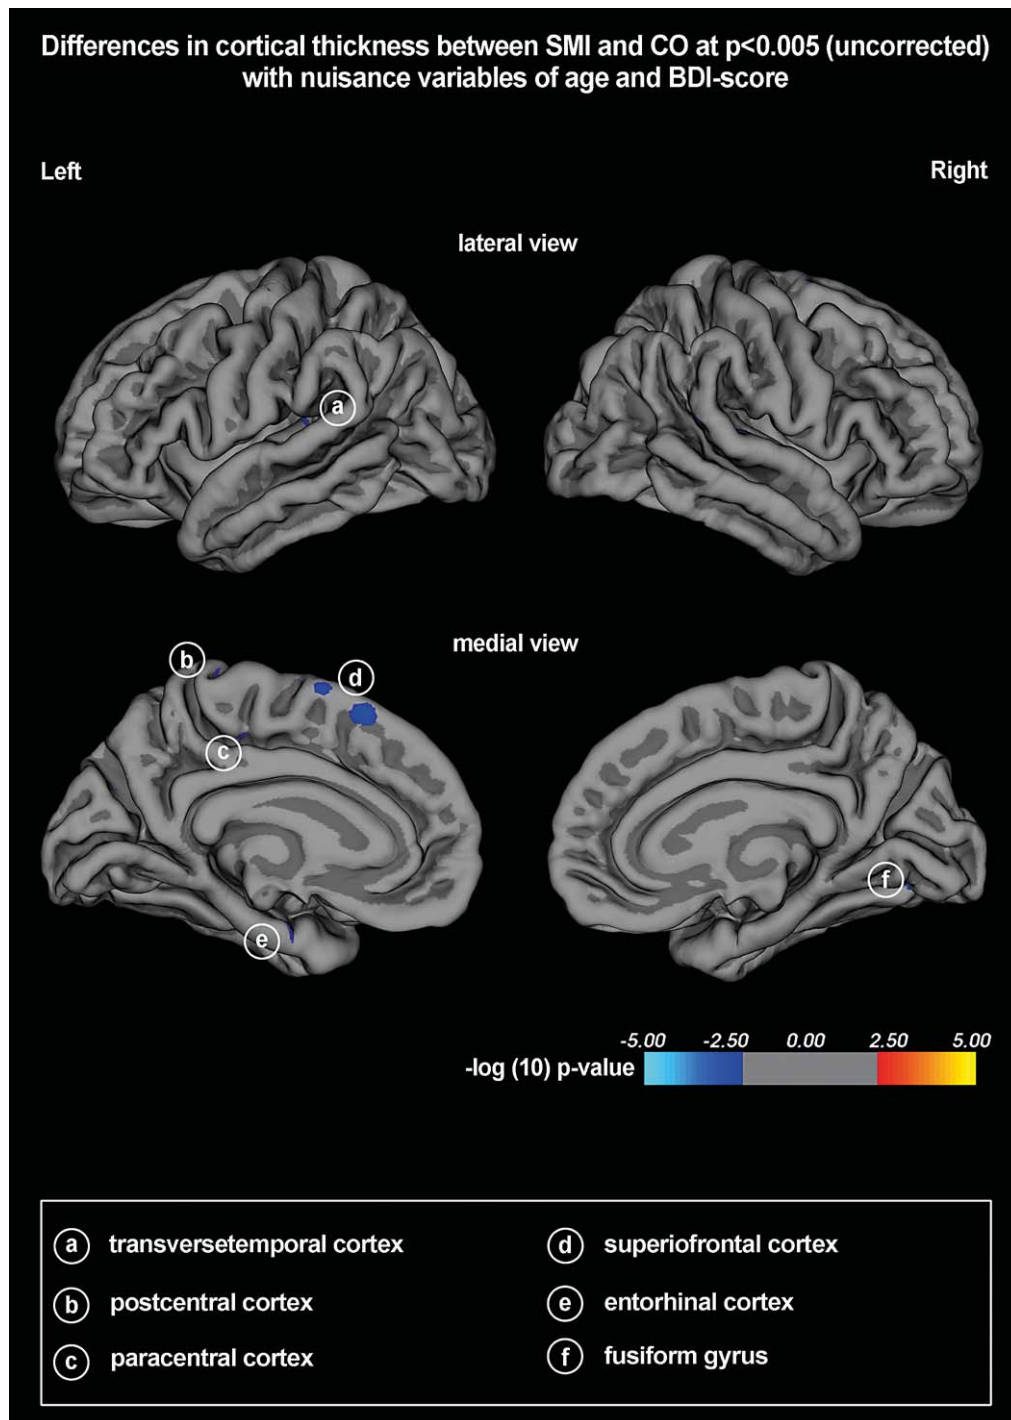 Differences in cortical thickness between SMI and CO at p<0.005 (uncorrected)
with nuisance variables of age and BDI-score
Left
Right
lateral view
a
medial view
b
d
c
f
e
-5.00 -2.50 0.00 2.50 5.00
-log (10) p-value
a transversetemporal cortex
d superiofrontal cortex
b postcentral cortex
e entorhinal cortex
c paracentral cortex
f fusiform gyrus